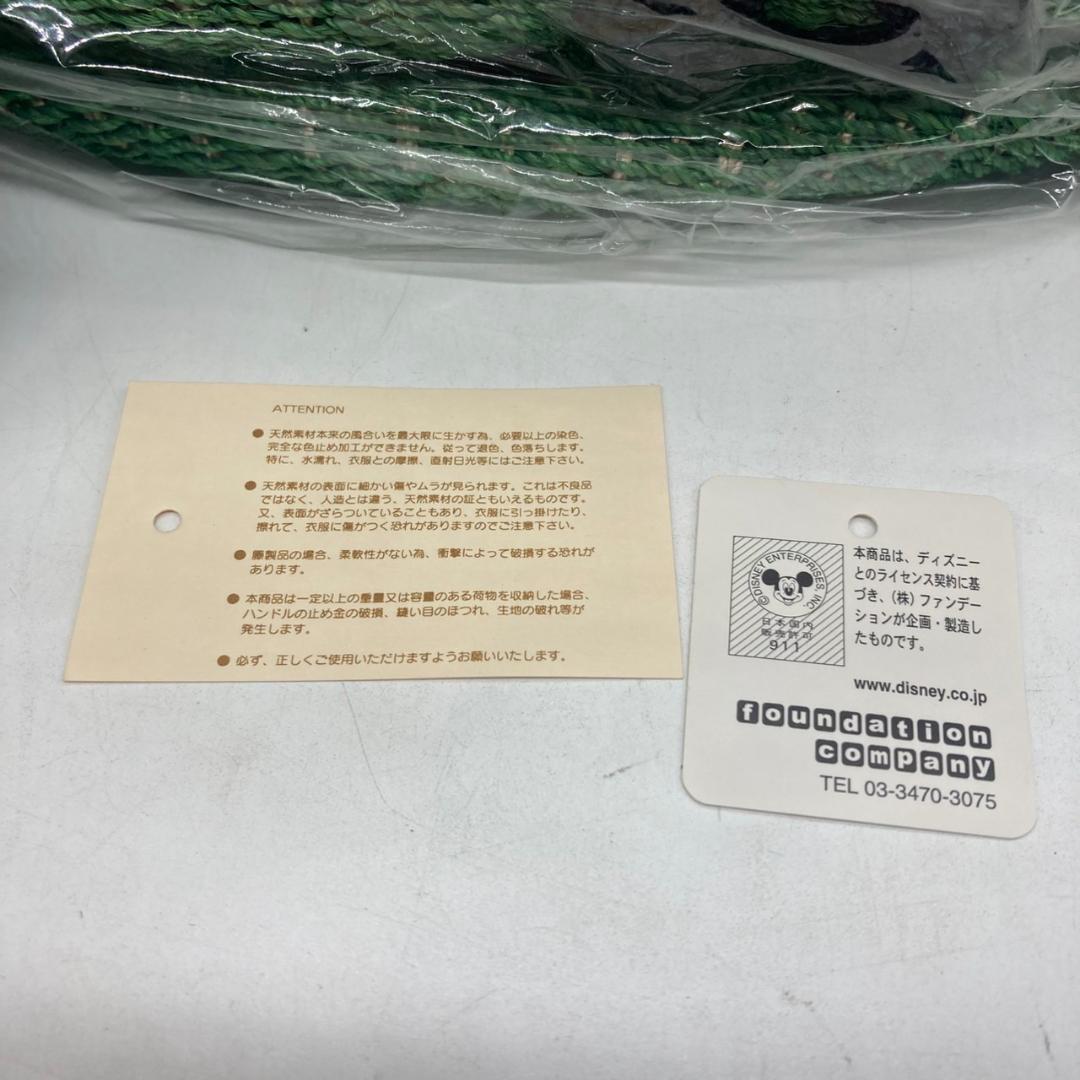 ATTENTION
● 天然素材本来の風合いを最大限に生かす為、必要以上の染色、
完全な色止め加工ができません。従って退色、色落ちします。
特に、水濡れ、衣服との摩擦、直射日光等にはご注意下さい。
● 天然素材の表面に細かい傷やムラが見られます。これは不良品
ではなく、人造とは違う、天然素材の証ともいえるものです。
又、表面がざらついていることもあり、衣服に引っ掛けたり、
擦れて、衣服に傷がつく恐れがありますのでご注意下さい。
● 籐製品の場合、柔軟性がない為、衝撃によって破損する恐れが
あります。
● 本商品は一定以上の重量又は容量のある荷物を収納した場合、
ハンドルの止め金の破損、縫い目のほつれ、生地の破れ等が
発生します。
● 必ず、正しくご使用いただけますようお願いいたします。
©DISNEY ENTERPRISES, INC.
日本国内
販売許可
911
本商品は、ディズニー
とのライセンス契約に基
づき、(株) ファンデー
ションが企画・製造し
たものです。
www.disney.co.jp
foundation
company
TEL 03-3470-3075